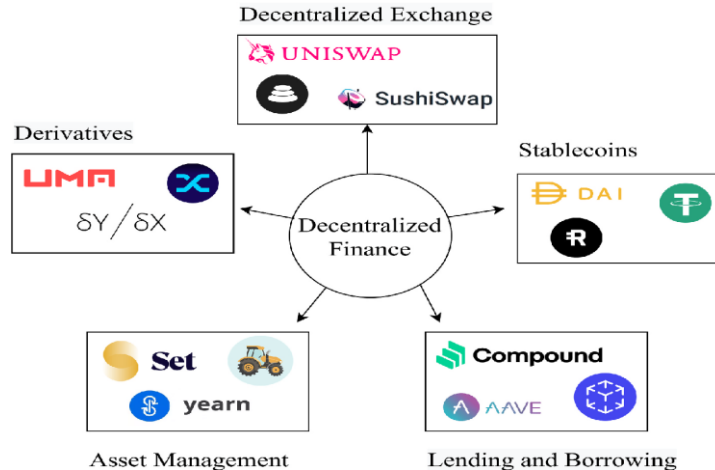 Decentralized Exchange
UNISWAP
SushiSwap
Derivatives
UMA
δY/δX
Stablecoins
DAI
Decentralized
Finance
Set
yearn
Compound
AAVE
Asset Management
Lending and Borrowing